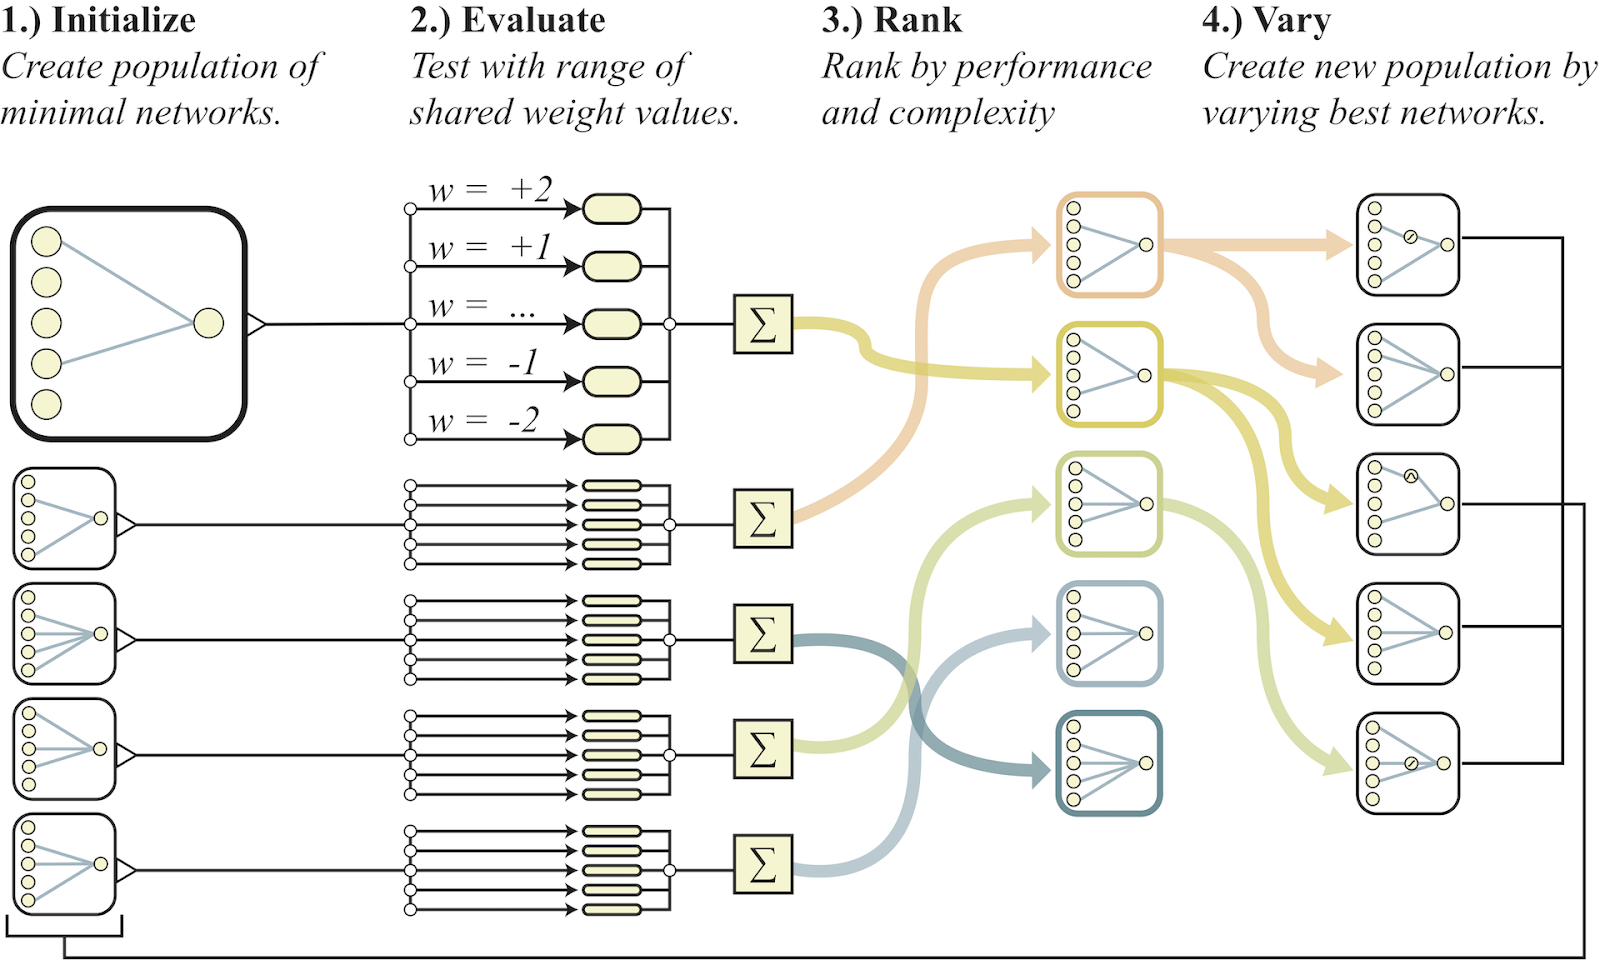 1.) Initialize
Create population of
minimal networks.
2.) Evaluate
Test with range of
shared weight values.
3.) Rank
Rank by performance
and complexity
4.) Vary
Create new population by
varying best networks.
w = +2
w = +1
w = ...
w = -1
w = -2
Σ
Σ
Σ
Σ
Σ